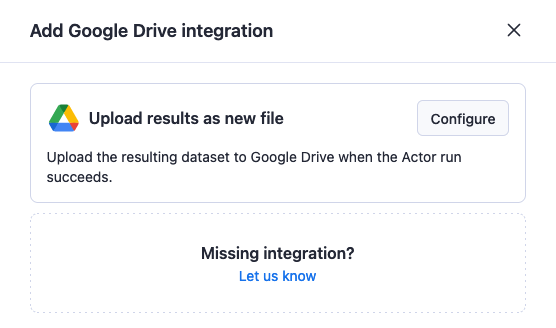 Add Google Drive integration
Upload results as new file
Configure
Upload the resulting dataset to Google Drive when the Actor run
succeeds.
Missing integration?
Let us know